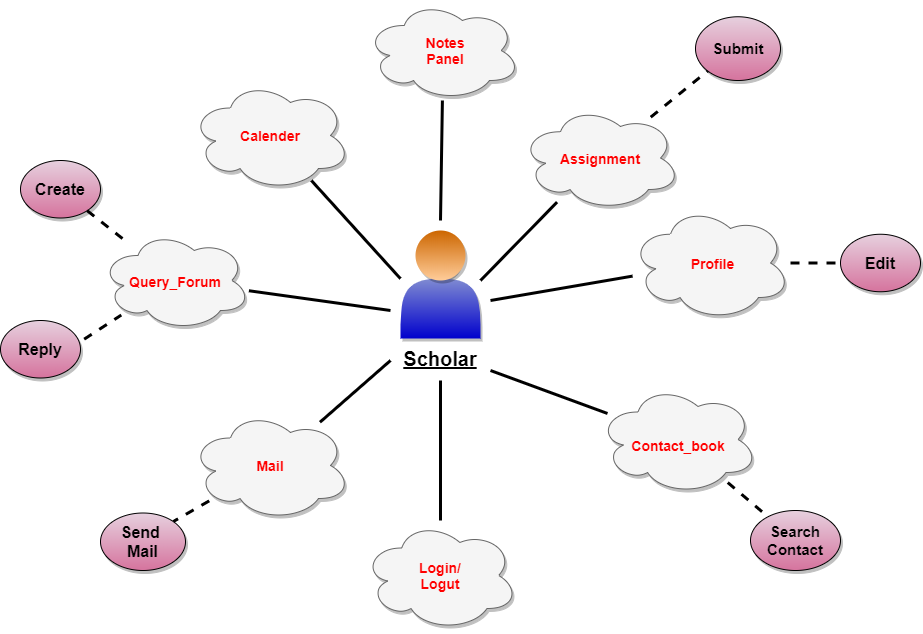 Notes
Panel
Submit
Calender
Assignment
Create
Profile
Edit
Query_Forum
Reply
Scholar
Contact_book
Mail
Send
Mail
Search
Contact
Login/
Logut